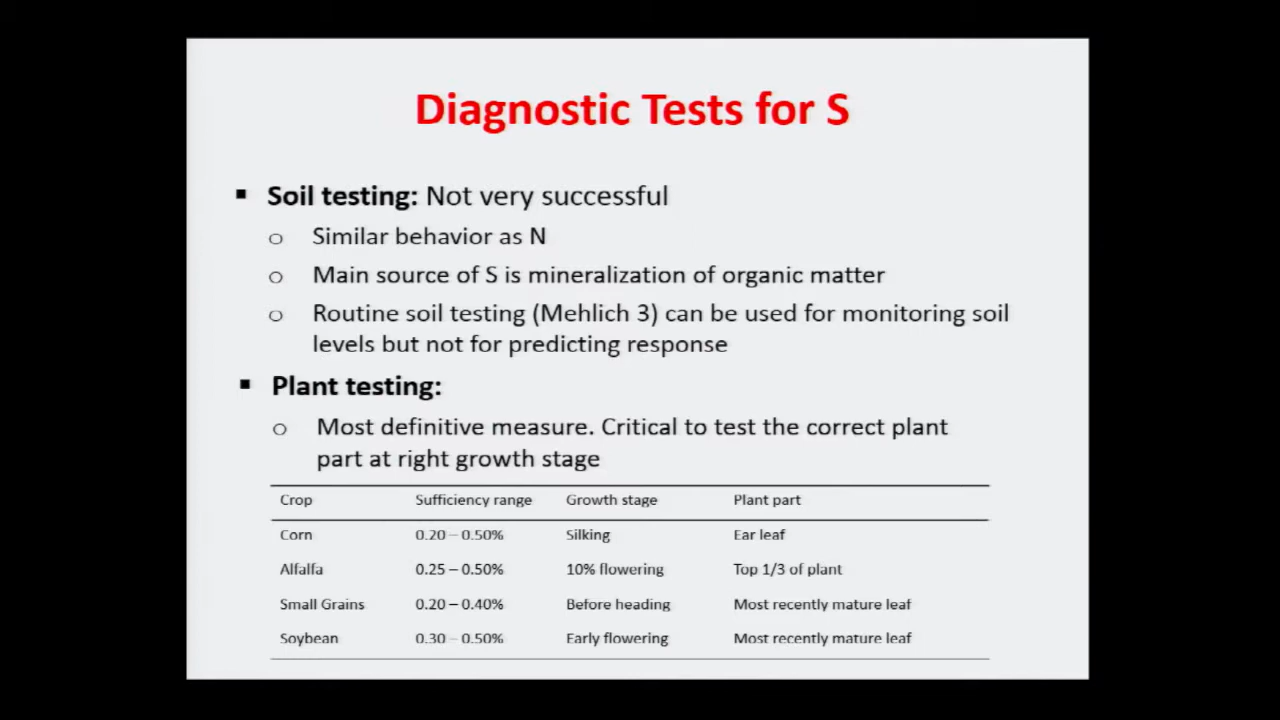 Diagnostic Tests for S
▪ Soil testing: Not very successful
o Similar behavior as N
o Main source of S is mineralization of organic matter
o Routine soil testing (Mehlich 3) can be used for monitoring soil
levels but not for predicting response
▪ Plant testing:
o Most definitive measure. Critical to test the correct plant
part at right growth stage
Crop Sufficiency range Growth stage Plant part
Corn 0.20 – 0.50% Silking Ear leaf
Alfalfa 0.25 – 0.50% 10% flowering Top 1/3 of plant
Small Grains 0.20 – 0.40% Before heading Most recently mature leaf
Soybean 0.30 – 0.50% Early flowering Most recently mature leaf